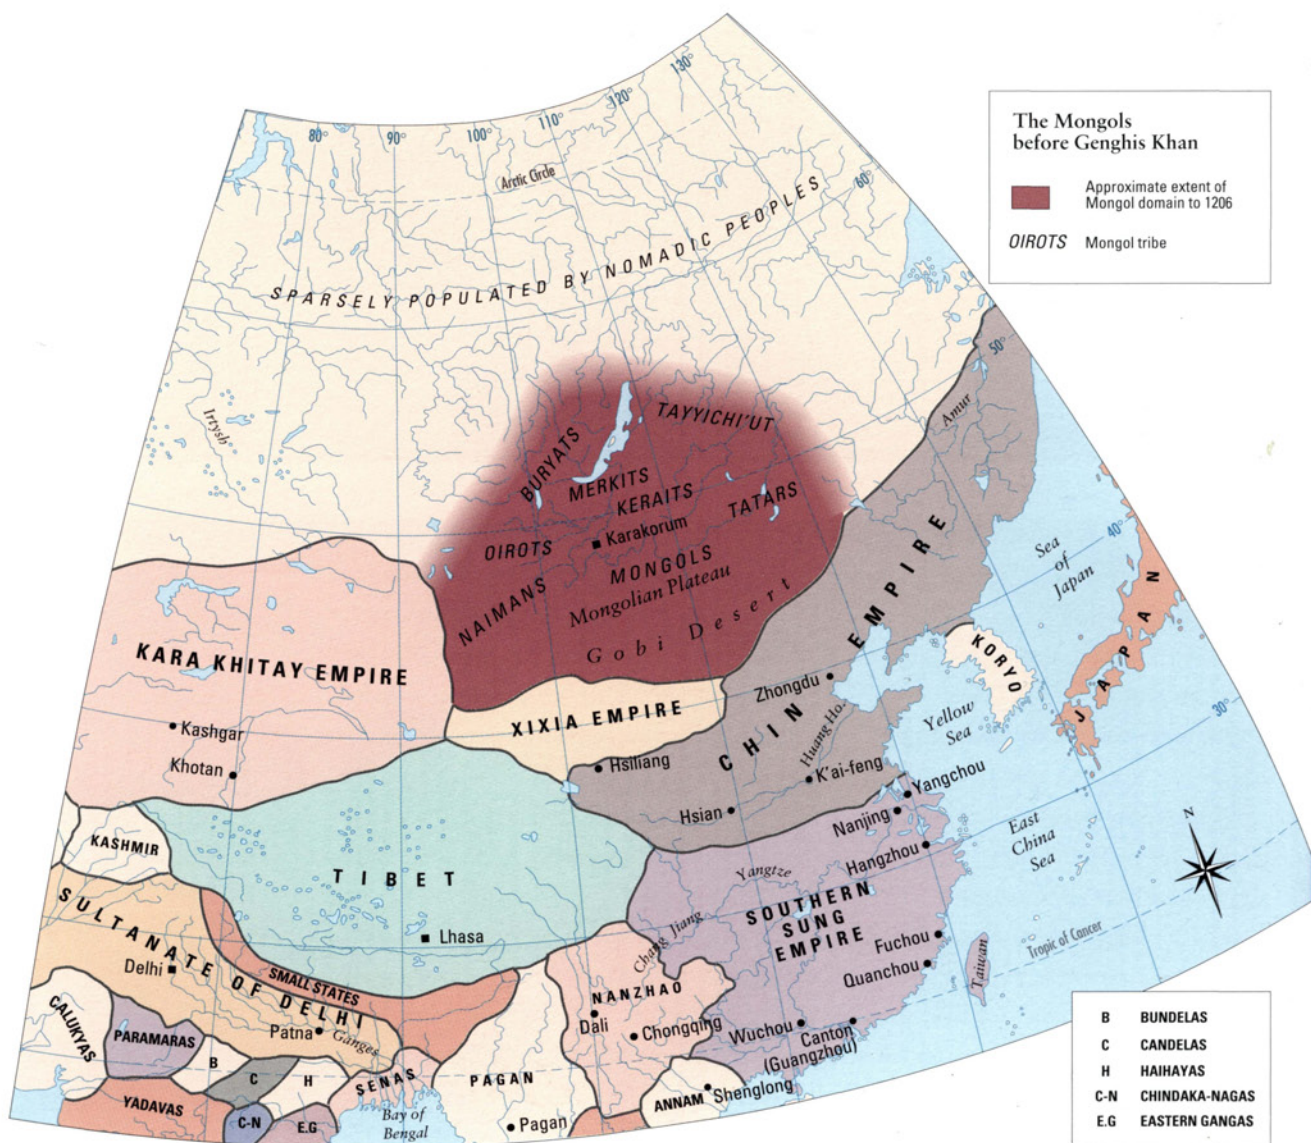 130°
120°
110°
100°
90°
80°
The Mongols
before Genghis Khan
Approximate extent of
Mongol domain to 1206
OIROTS Mongol tribe
Arctic Circle
60°
SPARSELY POPULATED BY NOMADIC PEOPLES
50°
Irtysh
Amur
TAYYICHI'UT
BURYATS
MERKITS
KERAITS
TATARS
Karakorum
OIROTS
MONGOLS
Mongolian Plateau
NAIMANS
Gobi Desert
Sea
of
Japan
40°
JAPAN
KARA KHITAY EMPIRE
KORYO
Zhongdu
XIXIA EMPIRE
CHIN EMPIRE
Huang Ho
Yellow
Sea
30°
Kashgar
Khotan
Hsiliang
K'ai-feng
Yangchou
Hsian
Nanjing
Hangzhou
East
China
Sea
KASHMIR
TIBET
Yangtze
SOUTHERN
SUNG
EMPIRE
Chang Jiang
Lhasa
Fuchou
Quanchou
Taiwan
Tropic of Cancer
SULTANATE OF DELHI
Delhi
SMALL STATES
NANZHAO
Dali
Chongqing
Wuchou
Canton
(Guangzhou)
CALUKYAS
PARAMARAS
Patna
Ganges
B
C
H
SENAS
PAGAN
ANNAM
Shenglong
YADAVAS
C-N
E.G
Bay of
Bengal
Pagan
B BUNDELAS
C CANDELAS
H HAIHAYAS
C-N CHINDAKA-NAGAS
E.G EASTERN GANGAS
N